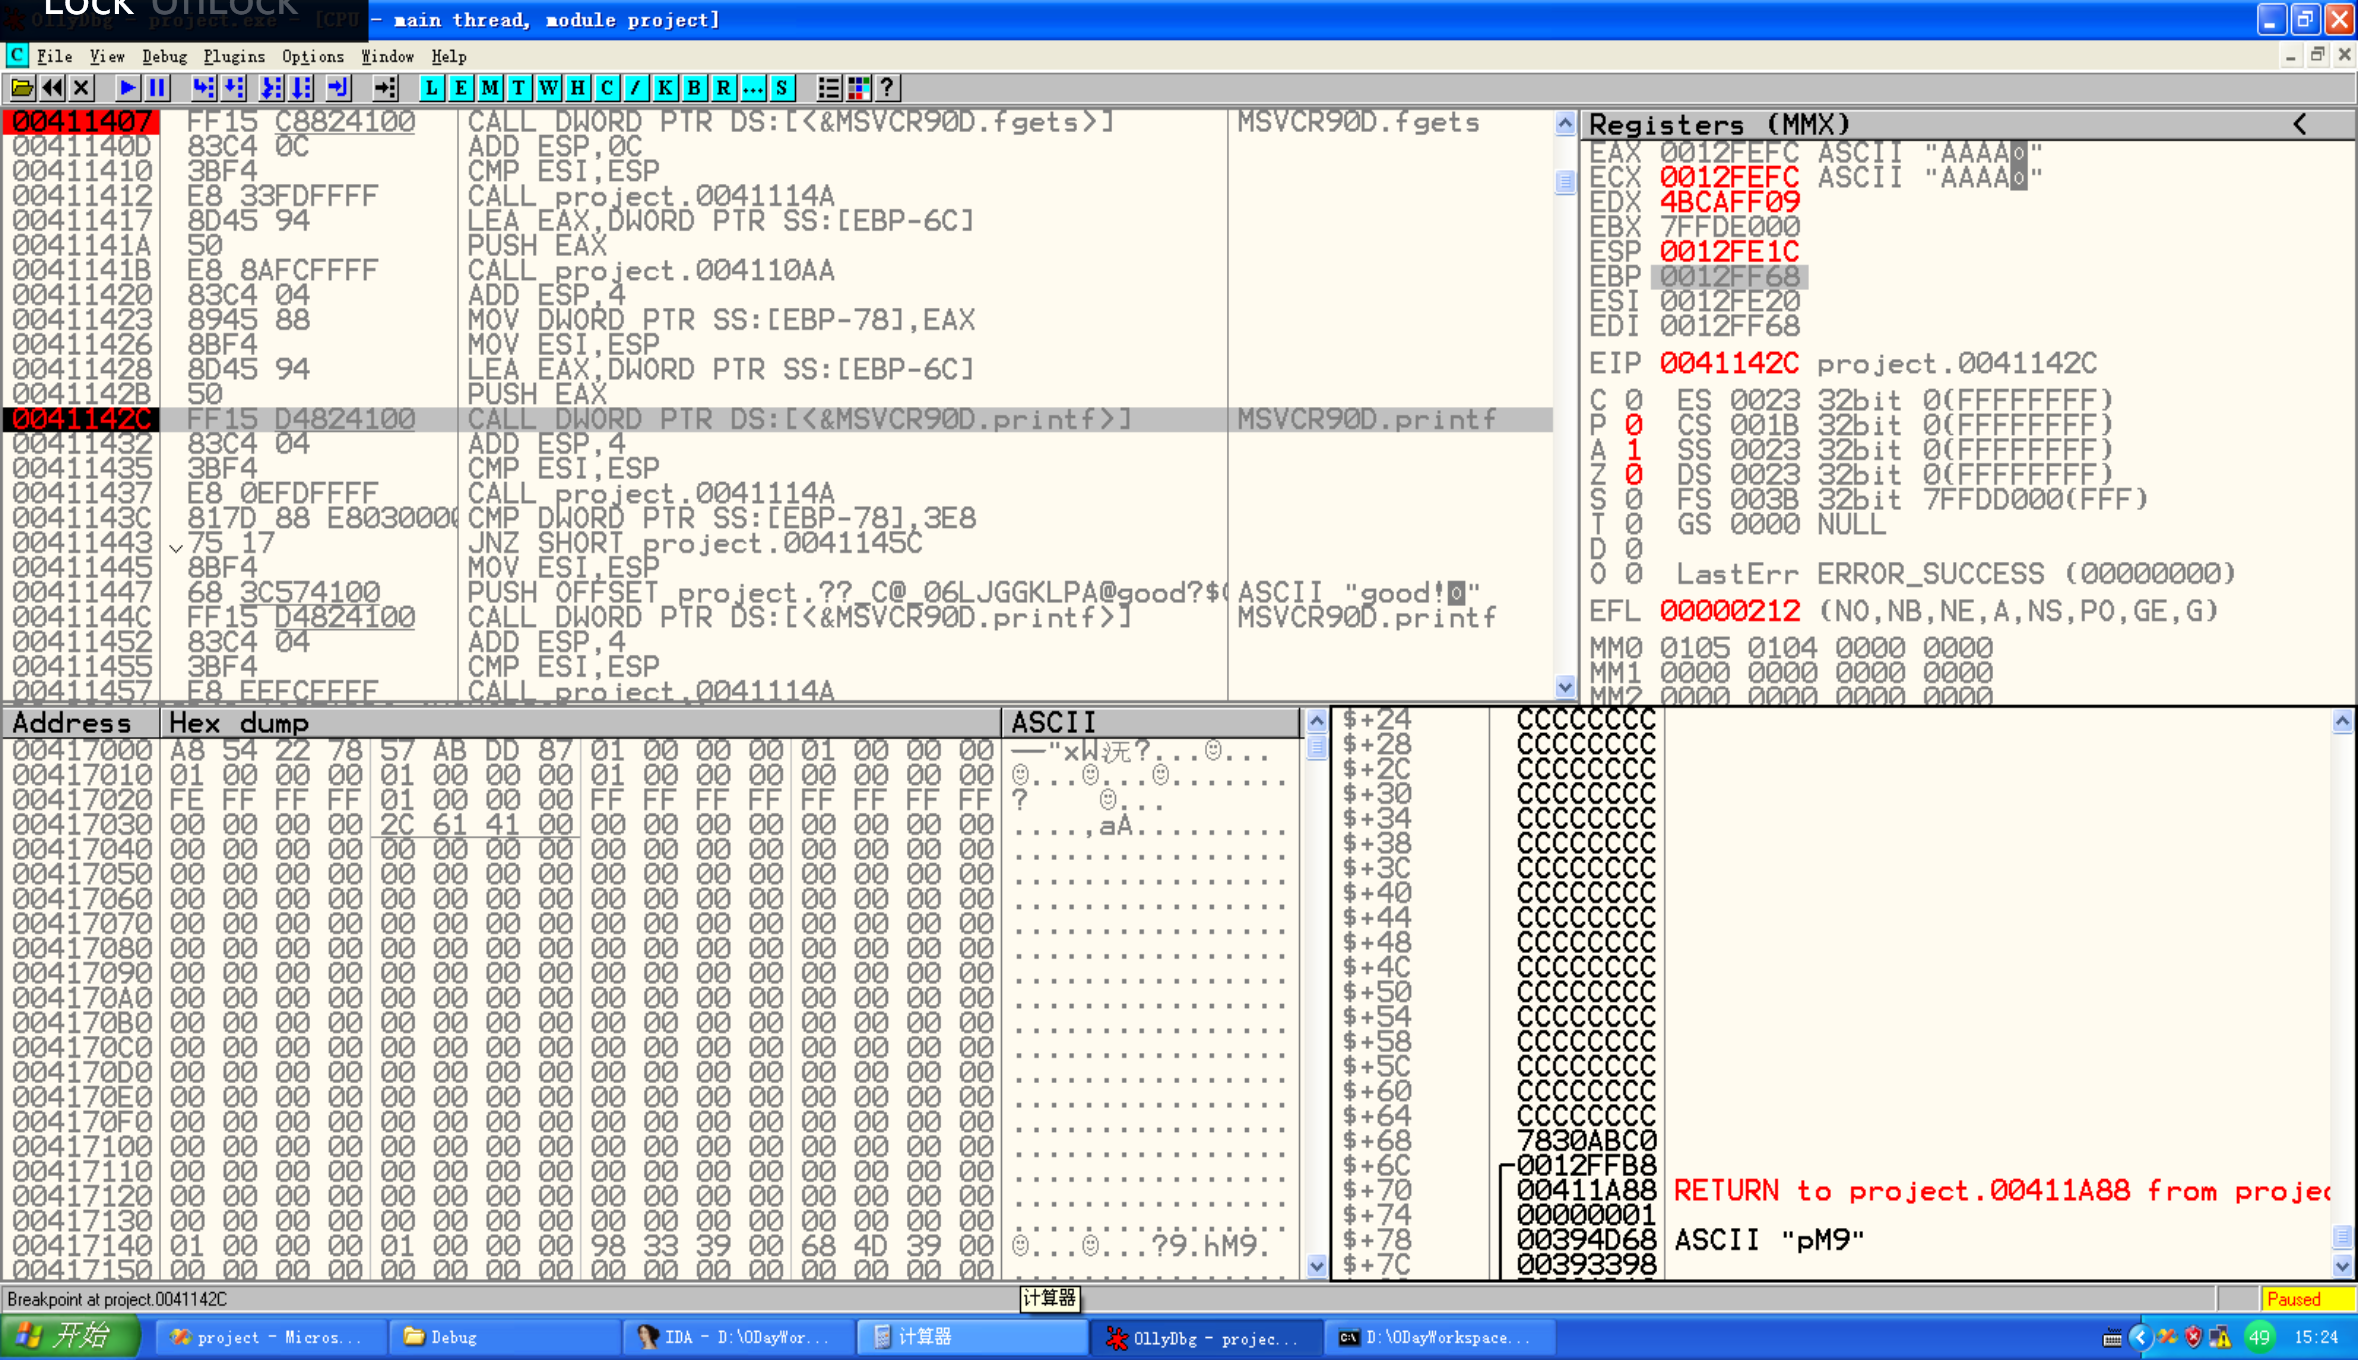 Lock UnLock
OllyDbg - project.exe - [CPU - main thread, module project]
C File View Debug Plugins Options Window Help
L E M T W H C / K B R ... S ?
00411407 FF15 C8824100 CALL DWORD PTR DS:[<&MSVCR90D.fgets>] MSVCR90D.fgets
0041140D 83C4 0C ADD ESP,0C
00411410 3BF4 CMP ESI,ESP
00411412 E8 33FDFFFF CALL project.0041114A
00411417 8D45 94 LEA EAX,DWORD PTR SS:[EBP-6C]
0041141A 50 PUSH EAX
0041141B E8 8AFCFFFF CALL project.004110AA
00411420 83C4 04 ADD ESP,4
00411423 8945 88 MOV DWORD PTR SS:[EBP-78],EAX
00411426 8BF4 MOV ESI,ESP
00411428 8D45 94 LEA EAX,DWORD PTR SS:[EBP-6C]
0041142B 50 PUSH EAX
0041142C FF15 D4824100 CALL DWORD PTR DS:[<&MSVCR90D.printf>] MSVCR90D.printf
00411432 83C4 04 ADD ESP,4
00411435 3BF4 CMP ESI,ESP
00411437 E8 0EFDFFFF CALL project.0041114A
0041143C 817D 88 E8030000 CMP DWORD PTR SS:[EBP-78],3E8
00411443 75 17 JNZ SHORT project.0041145C
00411445 8BF4 MOV ESI,ESP
00411447 68 3C574100 PUSH OFFSET project.??_C@_06LJGGKLPA@good?$( ASCII "good!"
0041144C FF15 D4824100 CALL DWORD PTR DS:[<&MSVCR90D.printf>] MSVCR90D.printf
00411452 83C4 04 ADD ESP,4
00411455 3BF4 CMP ESI,ESP
00411457 E8 EEFCFFFF CALL project.0041114A
Registers (MMX) <
EAX 0012FEFC ASCII "AAAA"
ECX 0012FEFC ASCII "AAAA"
EDX 4BCAFF09
EBX 7FFDE000
ESP 0012FE1C
EBP 0012FF68
ESI 0012FE20
EDI 0012FF68
EIP 0041142C project.0041142C
C 0 ES 0023 32bit 0(FFFFFFFF)
P 0 CS 001B 32bit 0(FFFFFFFF)
A 1 SS 0023 32bit 0(FFFFFFFF)
Z 0 DS 0023 32bit 0(FFFFFFFF)
S 0 FS 003B 32bit 7FFDD000(FFF)
T 0 GS 0000 NULL
D 0
O 0 LastErr ERROR_SUCCESS (00000000)
EFL 00000212 (NO,NB,NE,A,NS,PO,GE,G)
MM0 0105 0104 0000 0000
MM1 0000 0000 0000 0000
MM2 0000 0000 0000 0000
Address Hex dump ASCII
00417000 A8 54 22 78 57 AB DD 87 01 00 00 00 01 00 00 00
00417010 01 00 00 00 01 00 00 00 01 00 00 00 00 00 00 00
00417020 FE FF FF FF 01 00 00 00 FF FF FF FF FF FF FF FF
00417030 00 00 00 00 2C 61 41 00 00 00 00 00 00 00 00 00 ....,aA.........
00417040 00 00 00 00 00 00 00 00 00 00 00 00 00 00 00 00 ................
00417050 00 00 00 00 00 00 00 00 00 00 00 00 00 00 00 00 ................
00417060 00 00 00 00 00 00 00 00 00 00 00 00 00 00 00 00 ................
00417070 00 00 00 00 00 00 00 00 00 00 00 00 00 00 00 00 ................
00417080 00 00 00 00 00 00 00 00 00 00 00 00 00 00 00 00 ................
00417090 00 00 00 00 00 00 00 00 00 00 00 00 00 00 00 00 ................
004170A0 00 00 00 00 00 00 00 00 00 00 00 00 00 00 00 00 ................
004170B0 00 00 00 00 00 00 00 00 00 00 00 00 00 00 00 00 ................
004170C0 00 00 00 00 00 00 00 00 00 00 00 00 00 00 00 00 ................
004170D0 00 00 00 00 00 00 00 00 00 00 00 00 00 00 00 00 ................
004170E0 00 00 00 00 00 00 00 00 00 00 00 00 00 00 00 00 ................
004170F0 00 00 00 00 00 00 00 00 00 00 00 00 00 00 00 00 ................
00417100 00 00 00 00 00 00 00 00 00 00 00 00 00 00 00 00 ................
00417110 00 00 00 00 00 00 00 00 00 00 00 00 00 00 00 00 ................
00417120 00 00 00 00 00 00 00 00 00 00 00 00 00 00 00 00 ................
00417130 00 00 00 00 00 00 00 00 00 00 00 00 00 00 00 00 ................
00417140 01 00 00 00 01 00 00 00 98 33 39 00 68 4D 39 00 ☺...☺...?9.hM9.
00417150 00 00 00 00 00 00 00 00 00 00 00 00 00 00 00 00 ................
$+24 CCCCCCCC
$+28 CCCCCCCC
$+2C CCCCCCCC
$+30 CCCCCCCC
$+34 CCCCCCCC
$+38 CCCCCCCC
$+3C CCCCCCCC
$+40 CCCCCCCC
$+44 CCCCCCCC
$+48 CCCCCCCC
$+4C CCCCCCCC
$+50 CCCCCCCC
$+54 CCCCCCCC
$+58 CCCCCCCC
$+5C CCCCCCCC
$+60 CCCCCCCC
$+64 CCCCCCCC
$+68 7830ABC0
$+6C 0012FFB8
$+70 00411A88 RETURN to project.00411A88 from projec
$+74 00000001
$+78 00394D68 ASCII "pM9"
$+7C 00393398
Breakpoint at project.0041142C
计算器
Paused
开始
project - Micros...
Debug
IDA - D:\0DayWor...
计算器
OllyDbg - projec...
D:\0DayWorkspace...
49
15:24